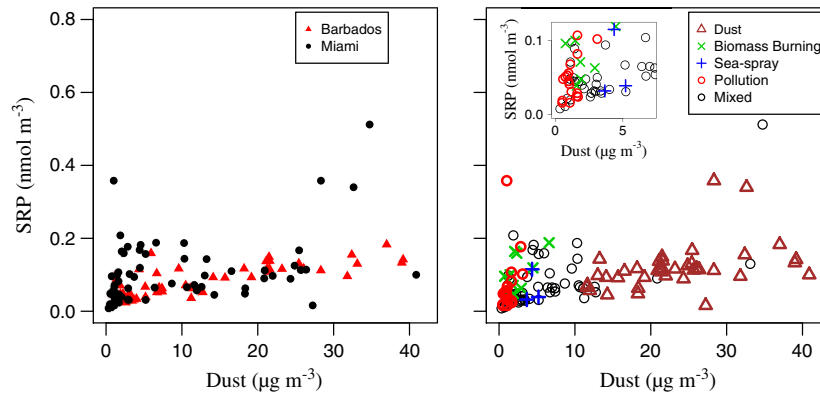 0.8
0.6
0.4
0.2
0.0
SRP (nmol m⁻³)
0
10
20
30
40
Dust (µg m⁻³)
Barbados
Miami
0.1
0.0
SRP (nmol m⁻³)
5
Dust (µg m⁻³)
Dust
Biomass Burning
Sea-spray
Pollution
Mixed
0
10
20
30
40
Dust (µg m⁻³)